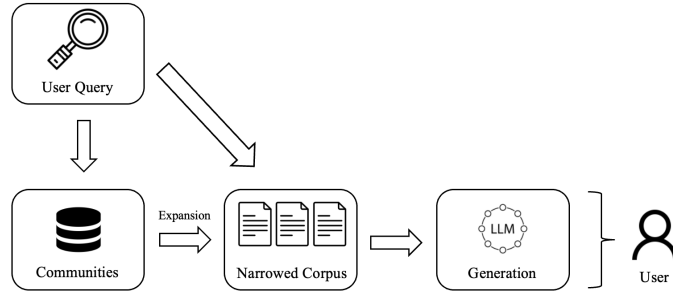 User Query
Expansion
LLM
Communities
Narrowed Corpus
Generation
User